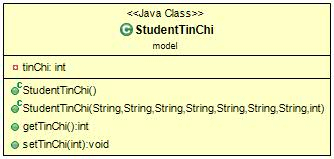 <<Java Class>>
StudentTinChi
model
tinChi: int
StudentTinChi()
StudentTinChi(String,String,String,String,String,String,String,int)
getTinChi():int
setTinChi(int):void